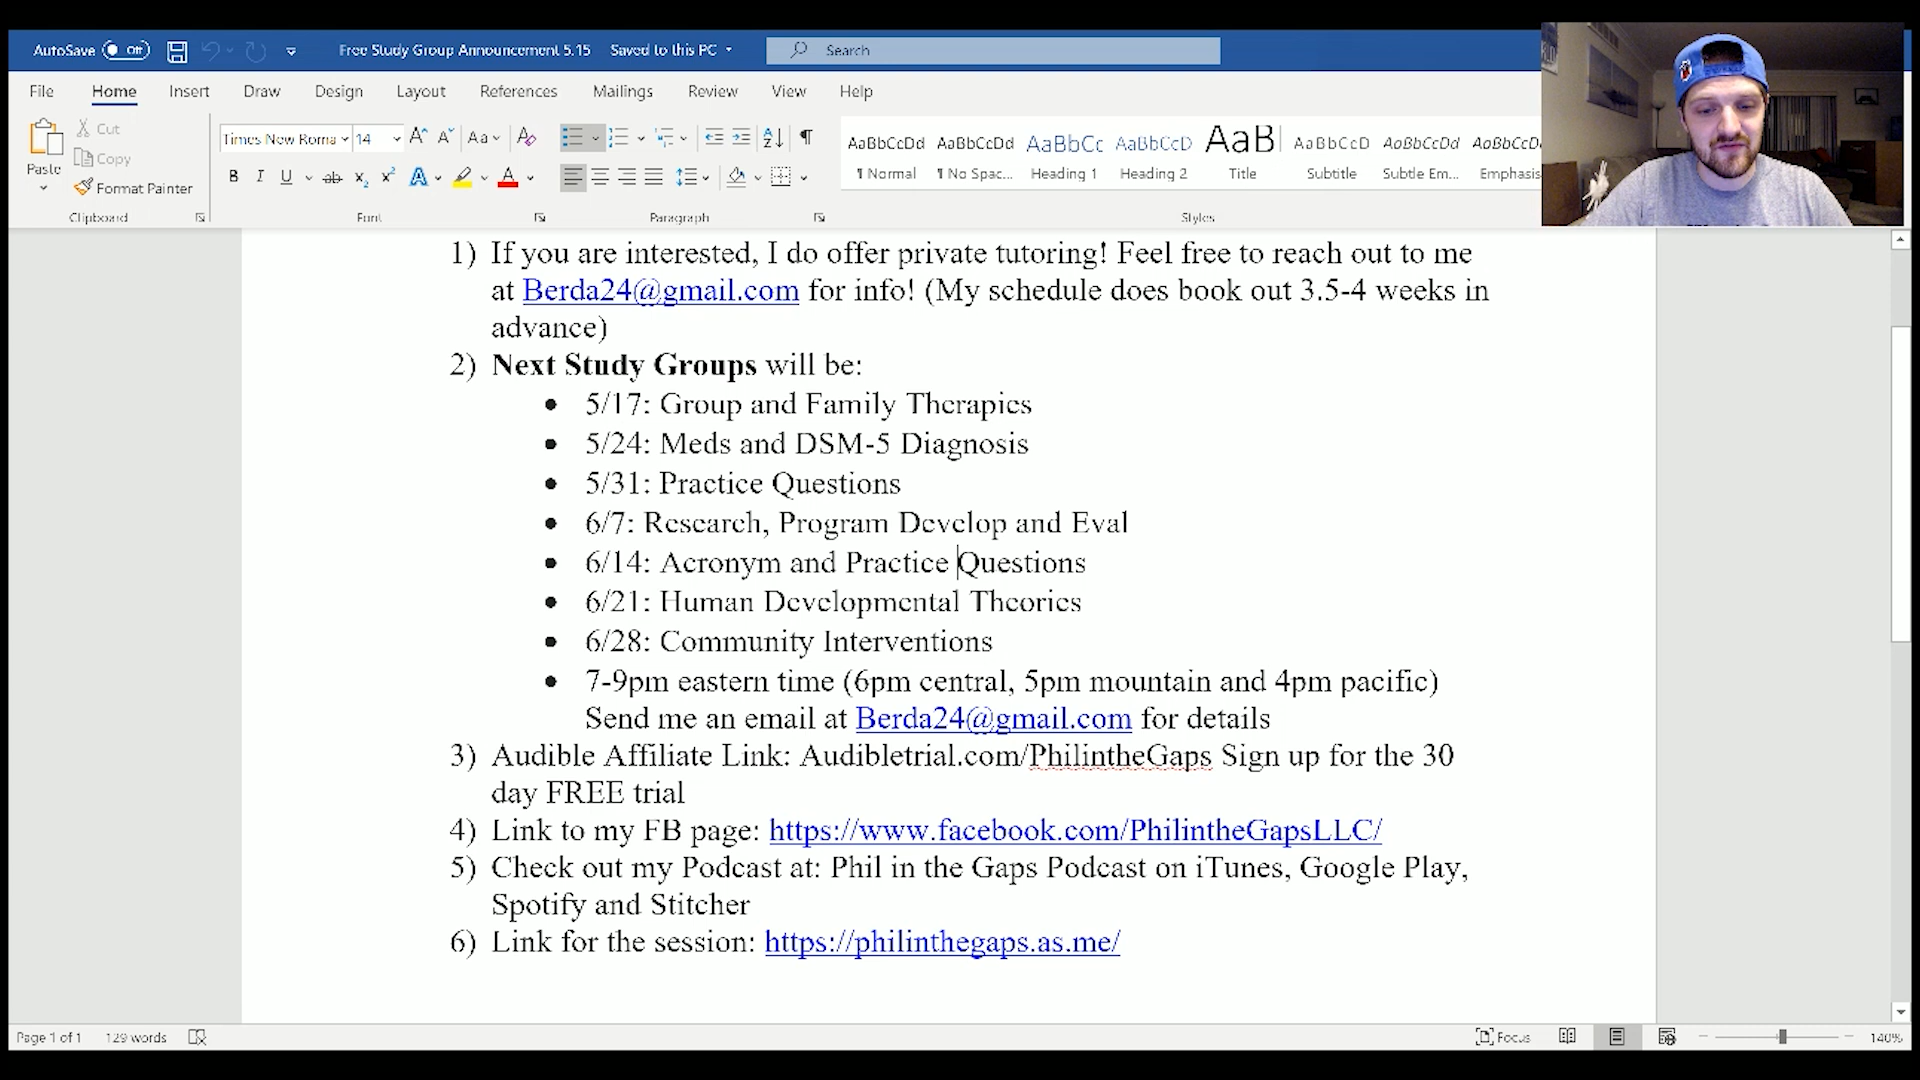 AutoSave Off Free Study Group Announcement 5.15 Saved to this PC Search
File Home Insert Draw Design Layout References Mailings Review View Help
Paste Cut Copy Format Painter
Times New Roma 14
AaBbCcDd AaBbCcDd AaBbCc AaBbCcD AaB AaBbCcD AaBbCcDd AaBbCcD
¶ Normal ¶ No Spac... Heading 1 Heading 2 Title Subtitle Subtle Em... Emphasis
Clipboard Font Paragraph Styles
1) If you are interested, I do offer private tutoring! Feel free to reach out to me
at Berda24@gmail.com for info! (My schedule does book out 3.5-4 weeks in
advance)
2) Next Study Groups will be:
• 5/17: Group and Family Therapies
• 5/24: Meds and DSM-5 Diagnosis
• 5/31: Practice Questions
• 6/7: Research, Program Develop and Eval
• 6/14: Acronym and Practice Questions
• 6/21: Human Developmental Theories
• 6/28: Community Interventions
• 7-9pm eastern time (6pm central, 5pm mountain and 4pm pacific)
Send me an email at Berda24@gmail.com for details
3) Audible Affiliate Link: Audibletrial.com/PhilintheGaps Sign up for the 30
day FREE trial
4) Link to my FB page: https://www.facebook.com/PhilintheGapsLLC/
5) Check out my Podcast at: Phil in the Gaps Podcast on iTunes, Google Play,
Spotify and Stitcher
6) Link for the session: https://philinthegaps.as.me/
Page 1 of 1 129 words Focus 140%